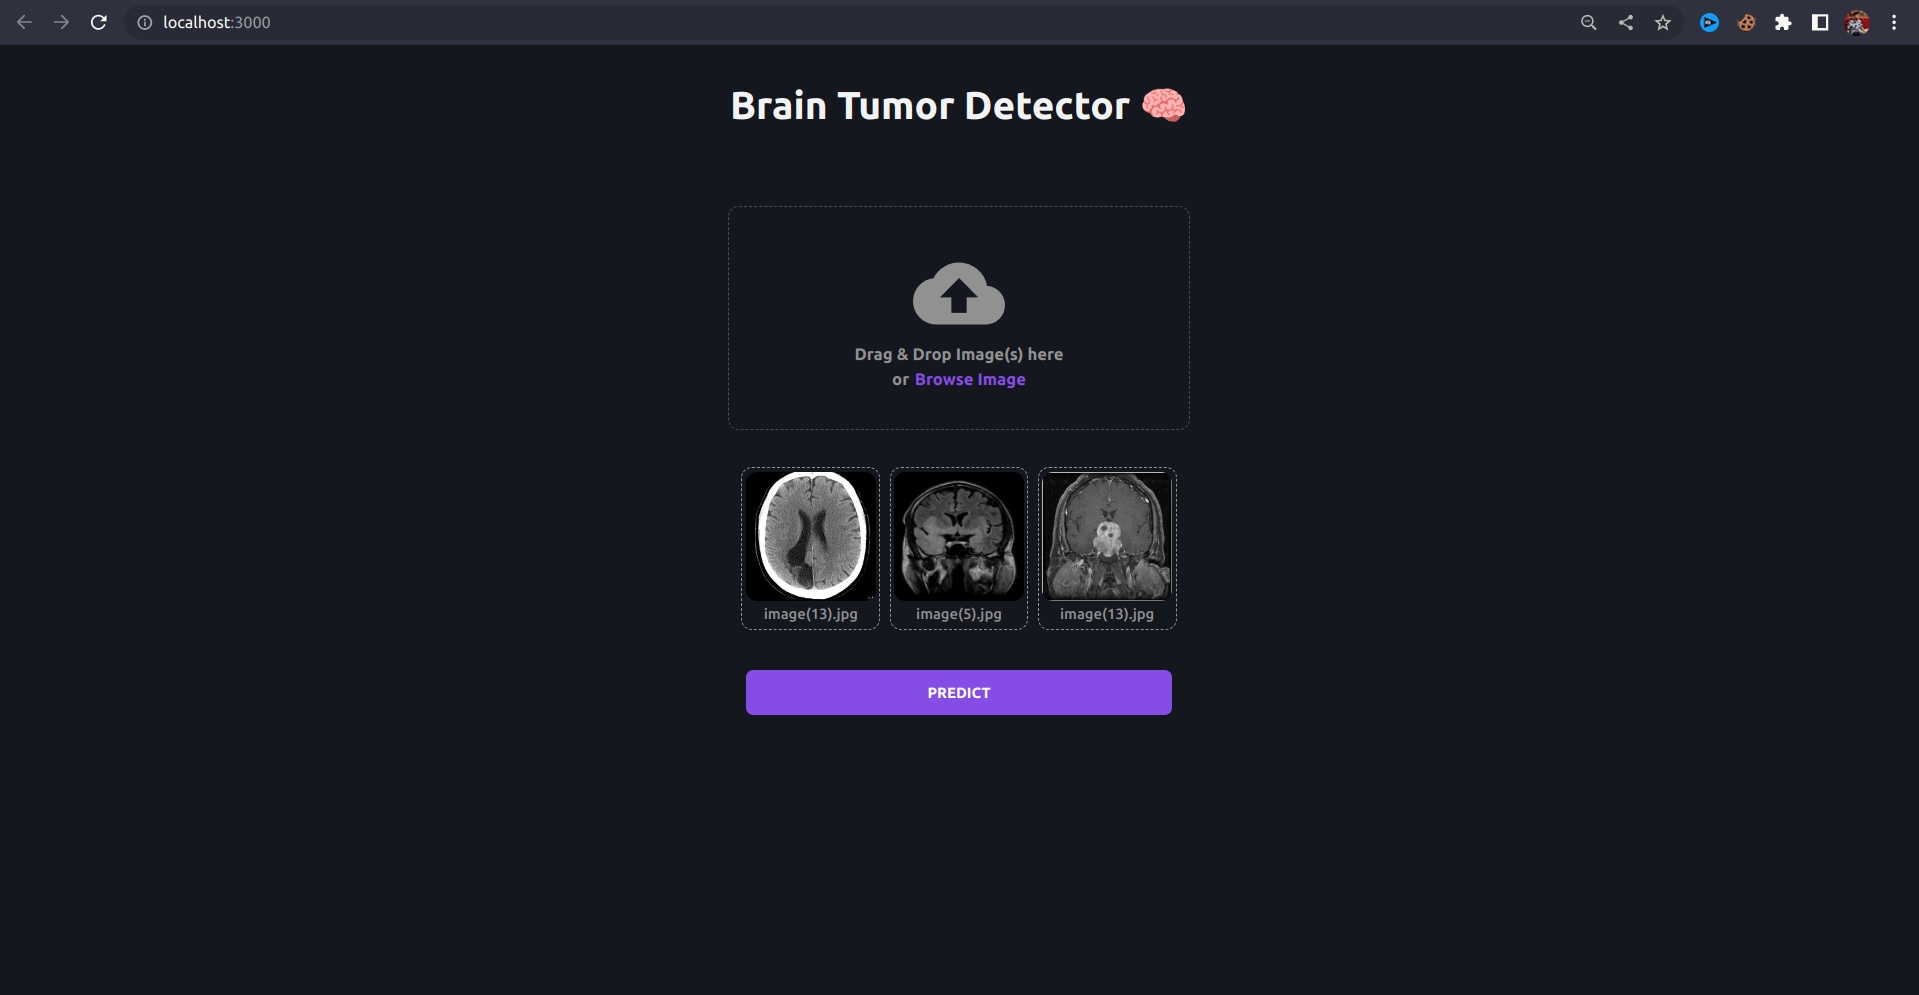 localhost:3000
Brain Tumor Detector
Drag & Drop Image(s) here
or Browse Image
image(13).jpg
image(5).jpg
image(13).jpg
PREDICT